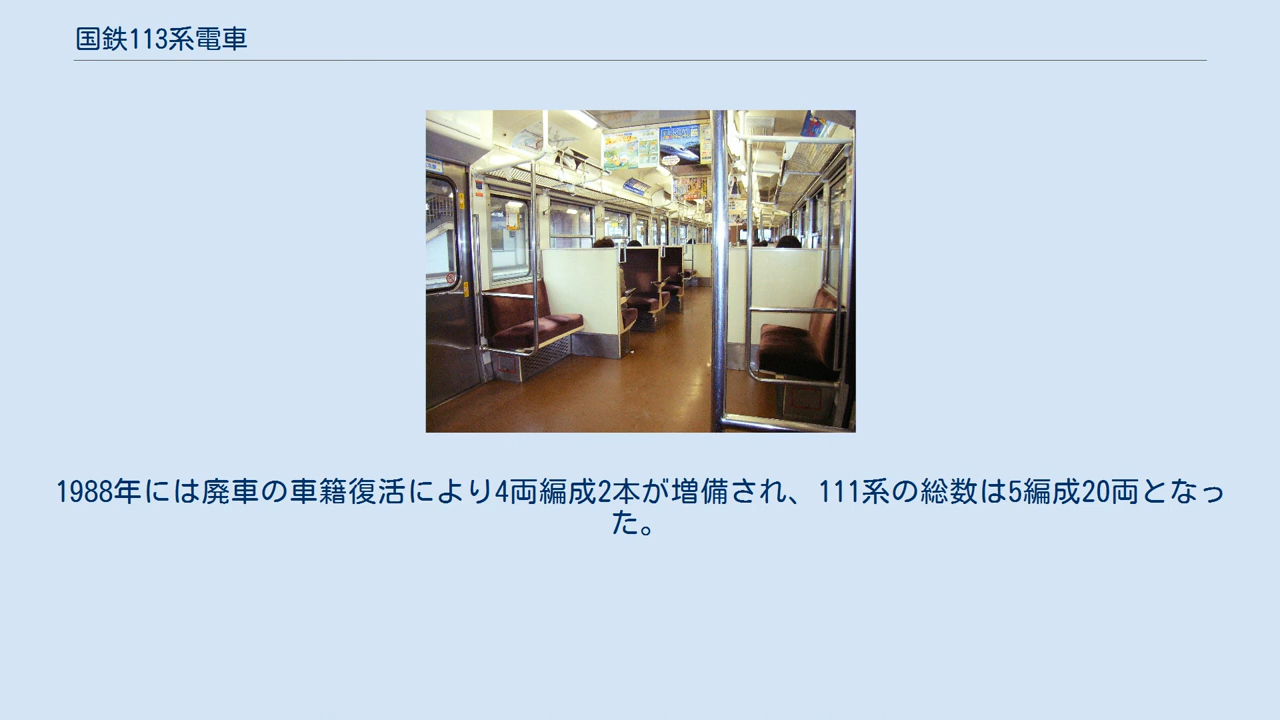 国鉄113系電車
1988年には廃車の車籍復活により4両編成2本が増備され、111系の総数は5編成20両となっ
た。